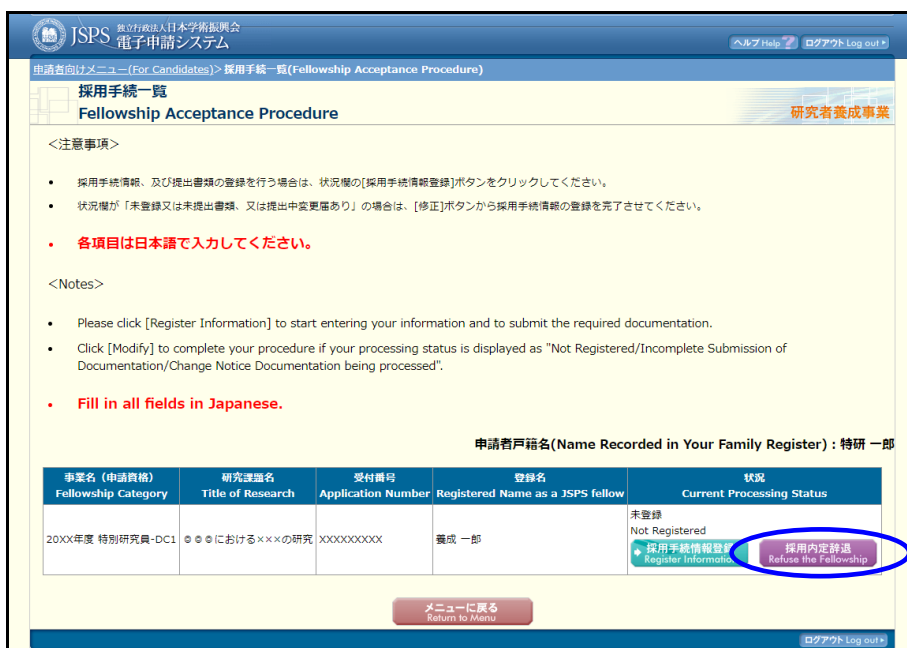 JSPS 独立行政法人日本学術振興会
電子申請システム
ヘルプ Help ? ログアウト Log out
申請者向けメニュー(For Candidates)>採用手続一覧(Fellowship Acceptance Procedure)
採用手続一覧
Fellowship Acceptance Procedure
研究者養成事業
<注意事項>
• 採用手続情報、及び提出書類の登録を行う場合は、状況欄の[採用手続情報登録]ボタンをクリックしてください。
• 状況欄が「未登録又は未提出書類、又は提出中変更届あり」の場合は、[修正]ボタンから採用手続情報の登録を完了させてください。
• 各項目は日本語で入力してください。
<Notes>
• Please click [Register Information] to start entering your information and to submit the required documentation.
• Click [Modify] to complete your procedure if your processing status is displayed as "Not Registered/Incomplete Submission of
Documentation/Change Notice Documentation being processed".
• Fill in all fields in Japanese.
申請者戸籍名(Name Recorded in Your Family Register) : 特研 一郎
事業名(申請資格) 研究課題名 受付番号 登録名 状況
Fellowship Category Title of Research Application Number Registered Name as a JSPS fellow Current Processing Status
未登録
Not Registered
20XX年度 特別研究員-DC1 ◎◎◎における×××の研究 XXXXXXXXX 養成 一郎
採用手続情報登録 採用内定辞退
Register Information Refuse the Fellowship
メニューに戻る
Return to Menu
ログアウト Log out